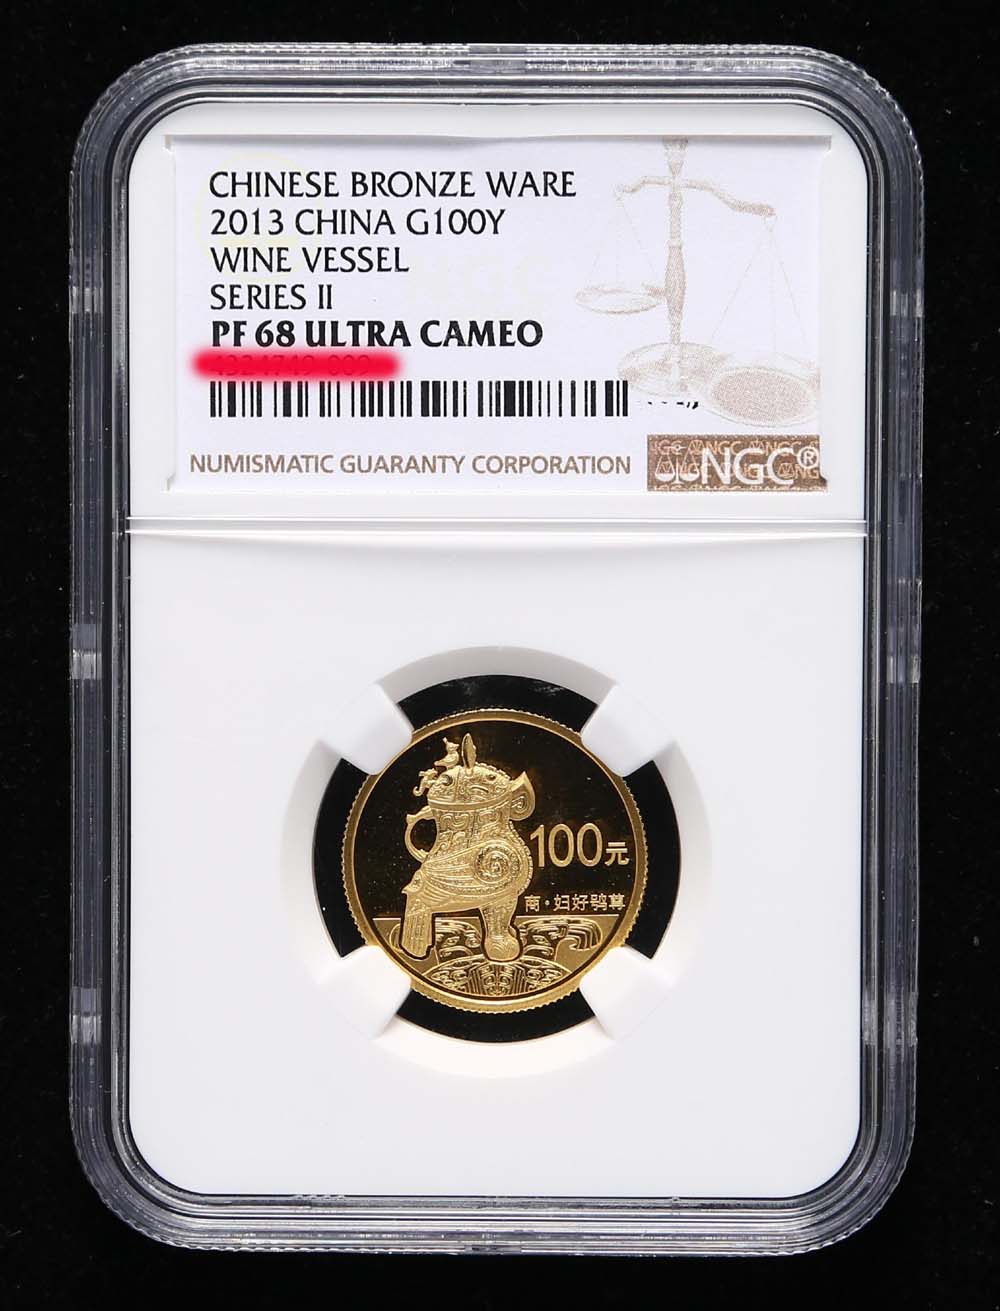 CHINESE BRONZE WARE
2013 CHINA G100Y
WINE VESSEL
SERIES II
PF 68 ULTRA CAMEO
NUMISMATIC GUARANTY CORPORATION
NGC®
100元
商·妇好鸮尊